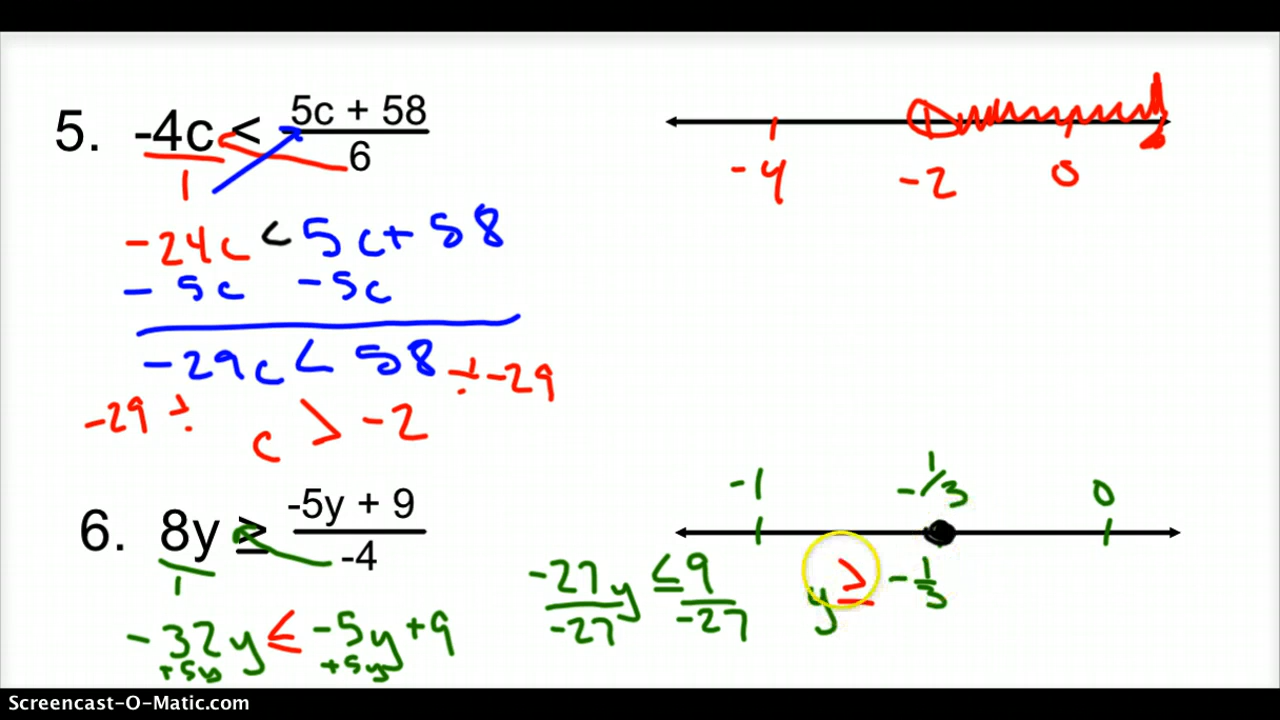 5. -4c < 5c + 58
6
1
-24c < 5c + 58
- 5c -5c
-29c < 58 ÷ -29
-29 ÷
c > -2
-4 -2 0
6. 8y ≥ -5y + 9
-4
1
-32y ≤ -5y +9
+5y +5y
-27y ≤ 9
-27 -27
-1 -1/3 0
y ≥ -1/3
Screencast-O-Matic.com